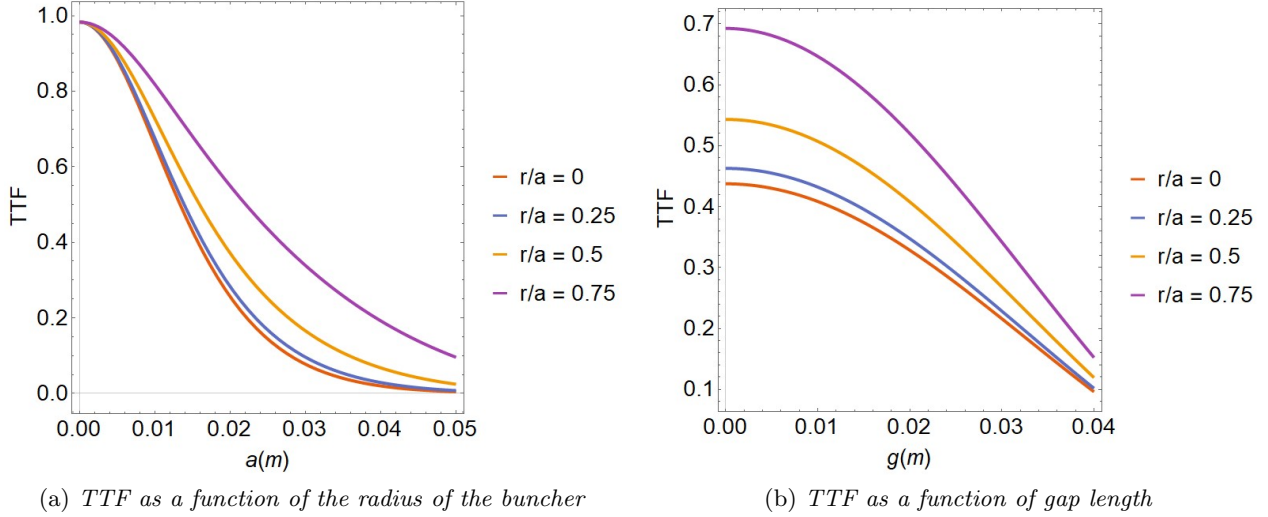 1.0
0.8
0.6
0.4
0.2
0.0
TTF
0.00 0.01 0.02 0.03 0.04 0.05
a(m)
r/a = 0
r/a = 0.25
r/a = 0.5
r/a = 0.75
(a) TTF as a function of the radius of the buncher
0.7
0.6
0.5
0.4
0.3
0.2
0.1
TTF
0.00 0.01 0.02 0.03 0.04
g(m)
r/a = 0
r/a = 0.25
r/a = 0.5
r/a = 0.75
(b) TTF as a function of gap length